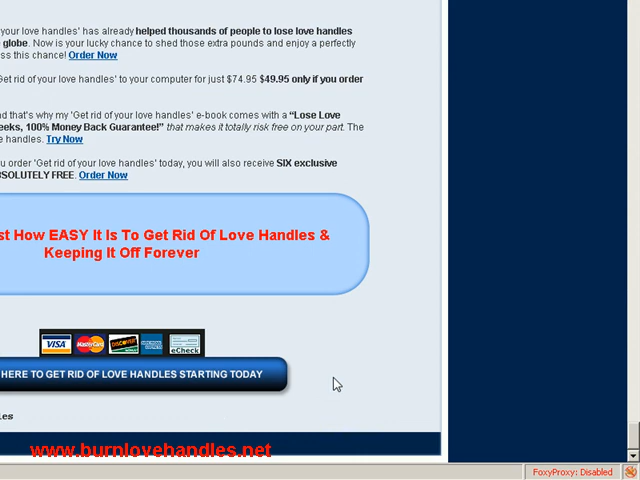 your love handles' has already helped thousands of people to lose love handles
globe. Now is your lucky chance to shed those extra pounds and enjoy a perfectly
ss this chance! Order Now
Get rid of your love handles' to your computer for just $74.95 $49.95 only if you order
nd that's why my 'Get rid of your love handles' e-book comes with a “Lose Love
eeks, 100% Money Back Guarantee!” that makes it totally risk free on your part. The
e handles. Try Now
u order 'Get rid of your love handles' today, you will also receive SIX exclusive
BSOLUTELY FREE. Order Now
st How EASY It Is To Get Rid Of Love Handles &
Keeping It Off Forever
VISA MasterCard DISCOVER AMERICAN EXPRESS eCheck
HERE TO GET RID OF LOVE HANDLES STARTING TODAY
les
www.burnlovehandles.net
FoxyProxy: Disabled